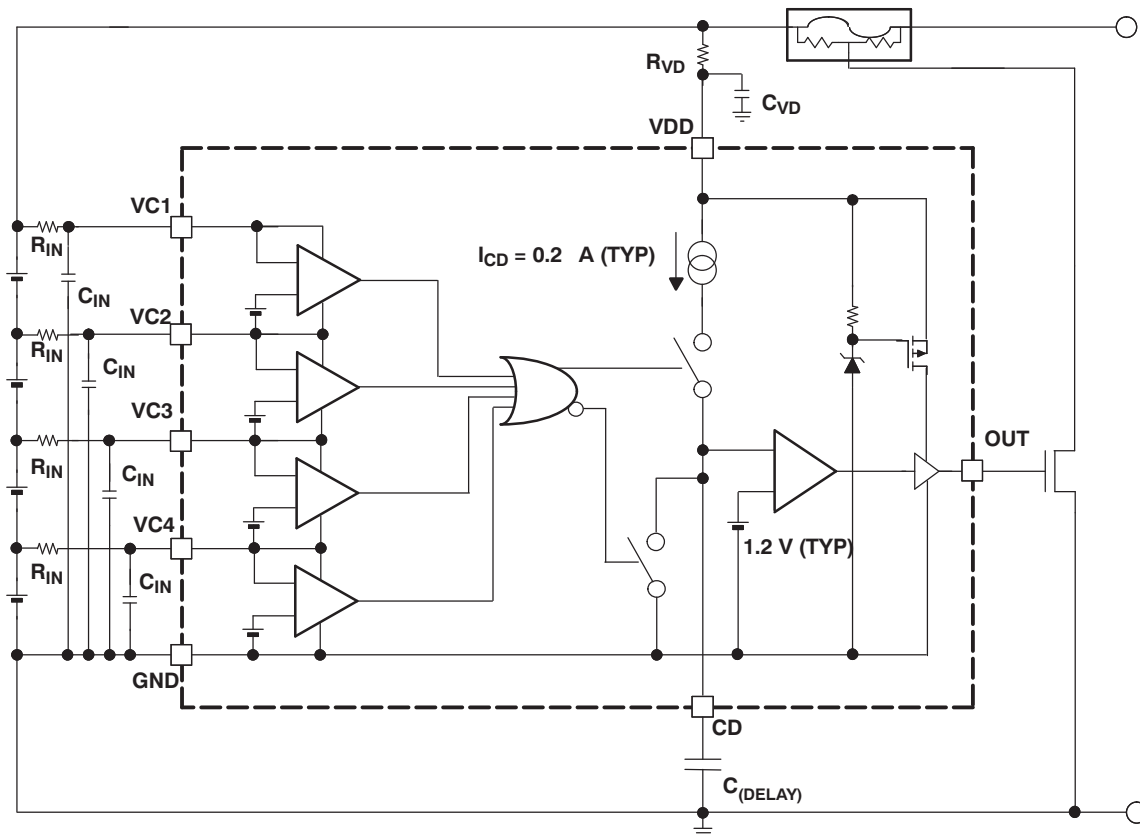 RVD
CVD
VDD
VC1
RIN
CIN
ICD = 0.2 A (TYP)
VC2
RIN
CIN
VC3
RIN
CIN
OUT
VC4
RIN
CIN
1.2 V (TYP)
GND
CD
C(DELAY)